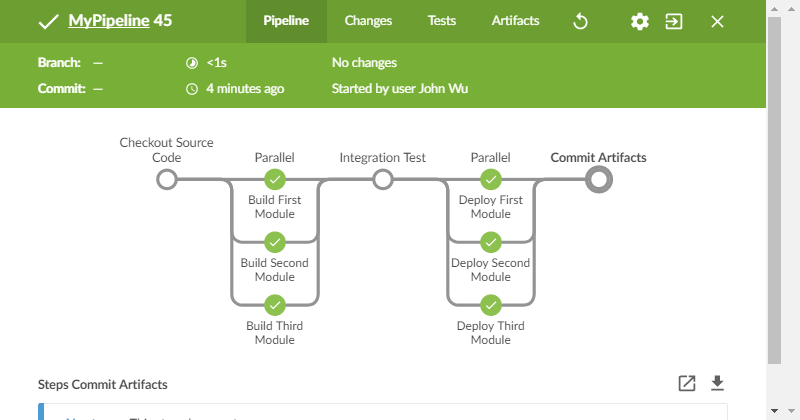 MyPipeline 45
Pipeline
Changes
Tests
Artifacts
Branch: —
<1s
No changes
Commit: —
4 minutes ago
Started by user John Wu
Checkout Source
Code
Parallel
Integration Test
Parallel
Commit Artifacts
Build First
Module
Deploy First
Module
Build Second
Module
Deploy Second
Module
Build Third
Module
Deploy Third
Module
Steps Commit Artifacts